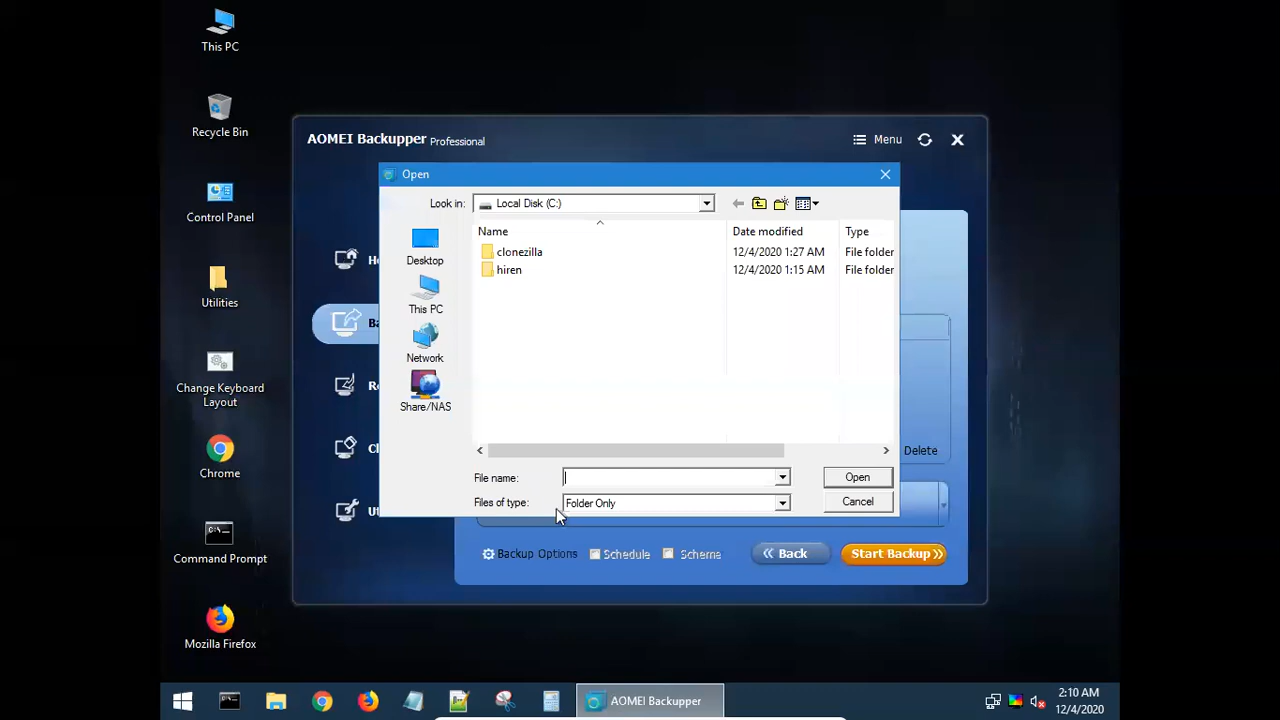 This PC
Recycle Bin
Control Panel
Utilities
Change Keyboard
Layout
Chrome
Command Prompt
Mozilla Firefox
AOMEI Backupper Professional
Menu
Open
Look in:
Local Disk (C:)
Name
Date modified
Type
clonezilla
12/4/2020 1:27 AM
File folder
hiren
12/4/2020 1:15 AM
File folder
Desktop
This PC
Network
Share/NAS
File name:
Open
Files of type:
Folder Only
Cancel
Delete
Backup Options
Schedule
Scheme
Back
Start Backup
AOMEI Backupper
2:10 AM
12/4/2020